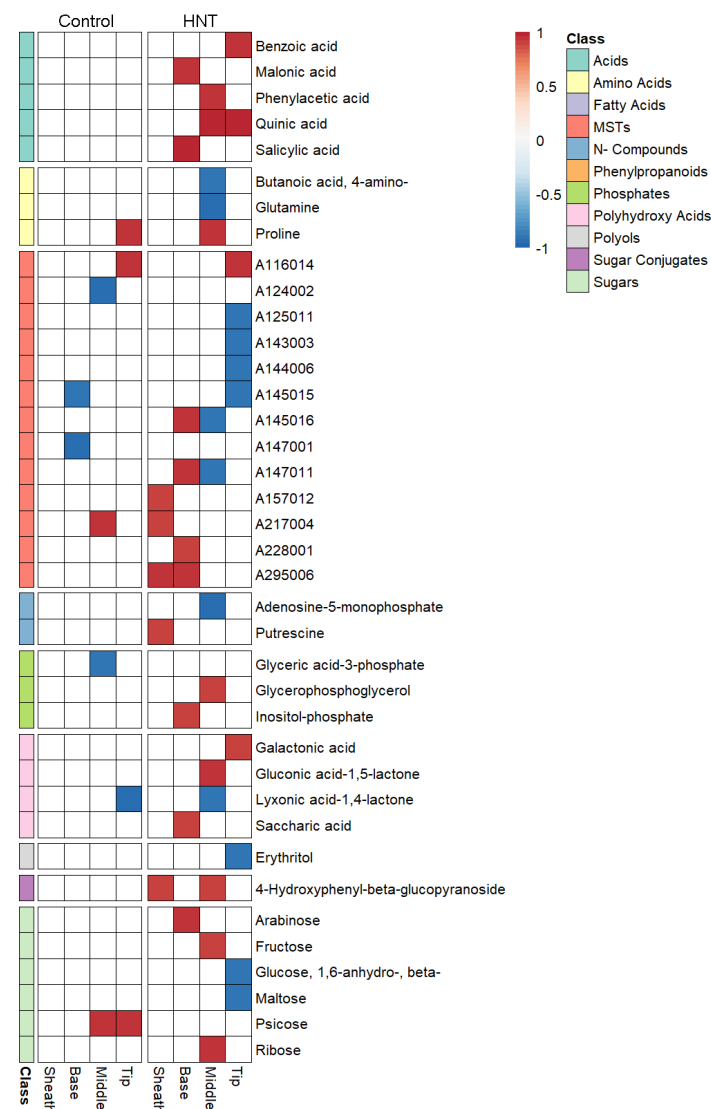 Control HNT
Benzoic acid
Malonic acid
Phenylacetic acid
Quinic acid
Salicylic acid
Butanoic acid, 4-amino-
Glutamine
Proline
A116014
A124002
A125011
A143003
A144006
A145015
A145016
A147001
A147011
A157012
A217004
A228001
A295006
Adenosine-5-monophosphate
Putrescine
Glyceric acid-3-phosphate
Glycerophosphoglycerol
Inositol-phosphate
Galactonic acid
Gluconic acid-1,5-lactone
Lyxonic acid-1,4-lactone
Saccharic acid
Erythritol
4-Hydroxyphenyl-beta-glucopyranoside
Arabinose
Fructose
Glucose, 1,6-anhydro-, beta-
Maltose
Psicose
Ribose
Class
Sheath
Base
Middle
Tip
Sheath
Base
Middle
Tip
1
0.5
0
-0.5
-1
Class
Acids
Amino Acids
Fatty Acids
MSTs
N- Compounds
Phenylpropanoids
Phosphates
Polyhydroxy Acids
Polyols
Sugar Conjugates
Sugars